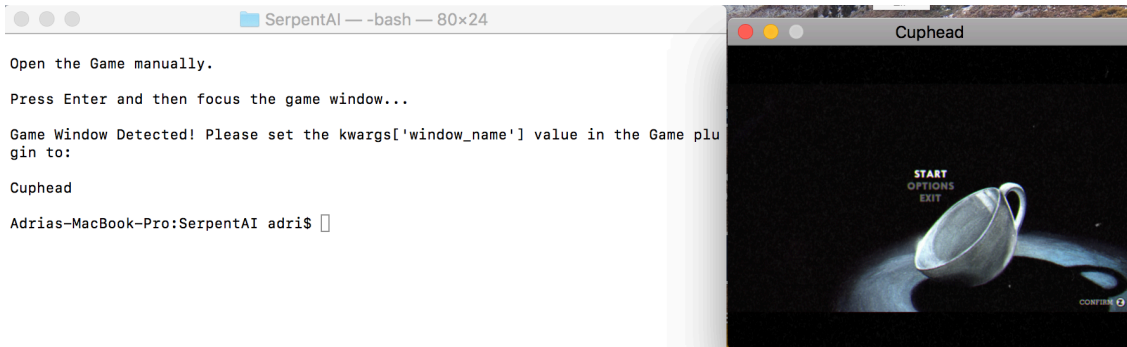 SerpentAI — -bash — 80×24
Open the Game manually.
Press Enter and then focus the game window...
Game Window Detected! Please set the kwargs['window_name'] value in the Game plu
gin to:
Cuphead
Adrias-MacBook-Pro:SerpentAI adri$
Cuphead
START
OPTIONS
EXIT
CONFIRM Z